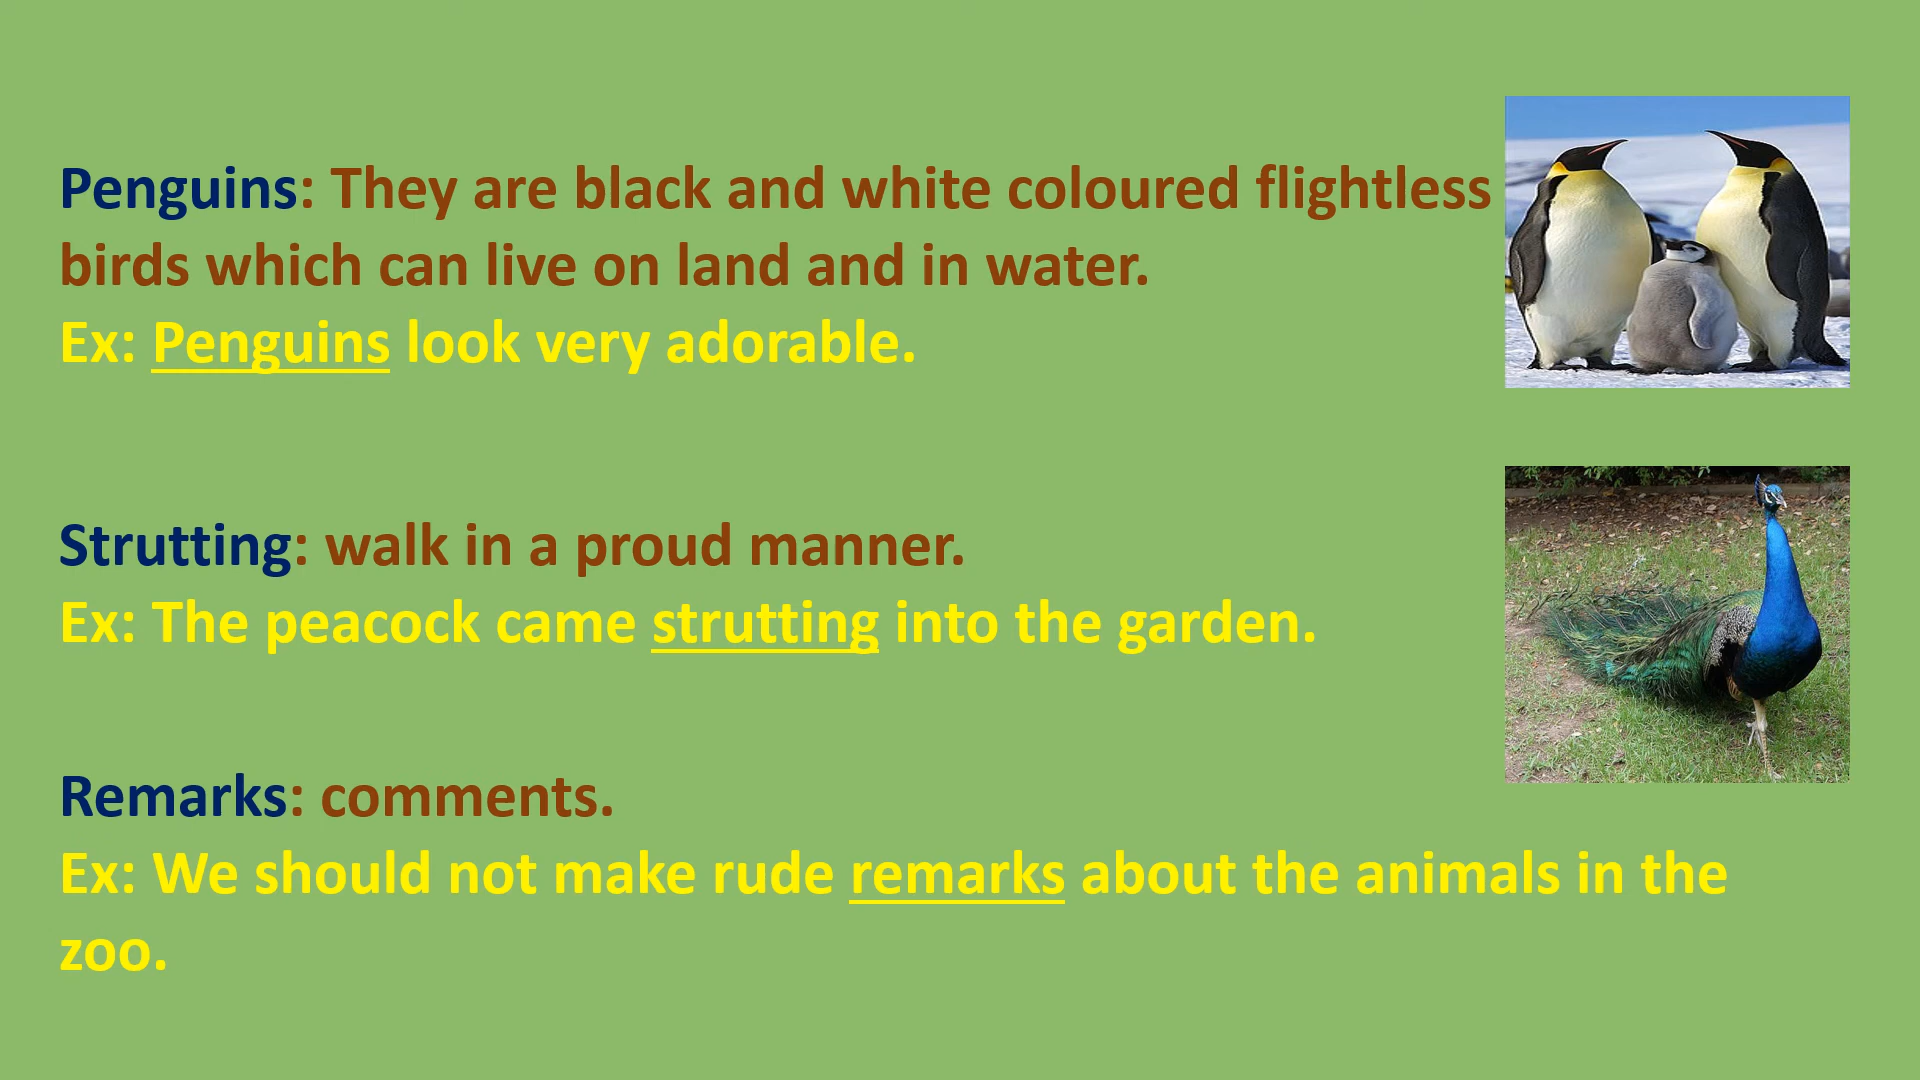 Penguins: They are black and white coloured flightless
birds which can live on land and in water.
Ex: Penguins look very adorable.
Strutting: walk in a proud manner.
Ex: The peacock came strutting into the garden.
Remarks: comments.
Ex: We should not make rude remarks about the animals in the
zoo.